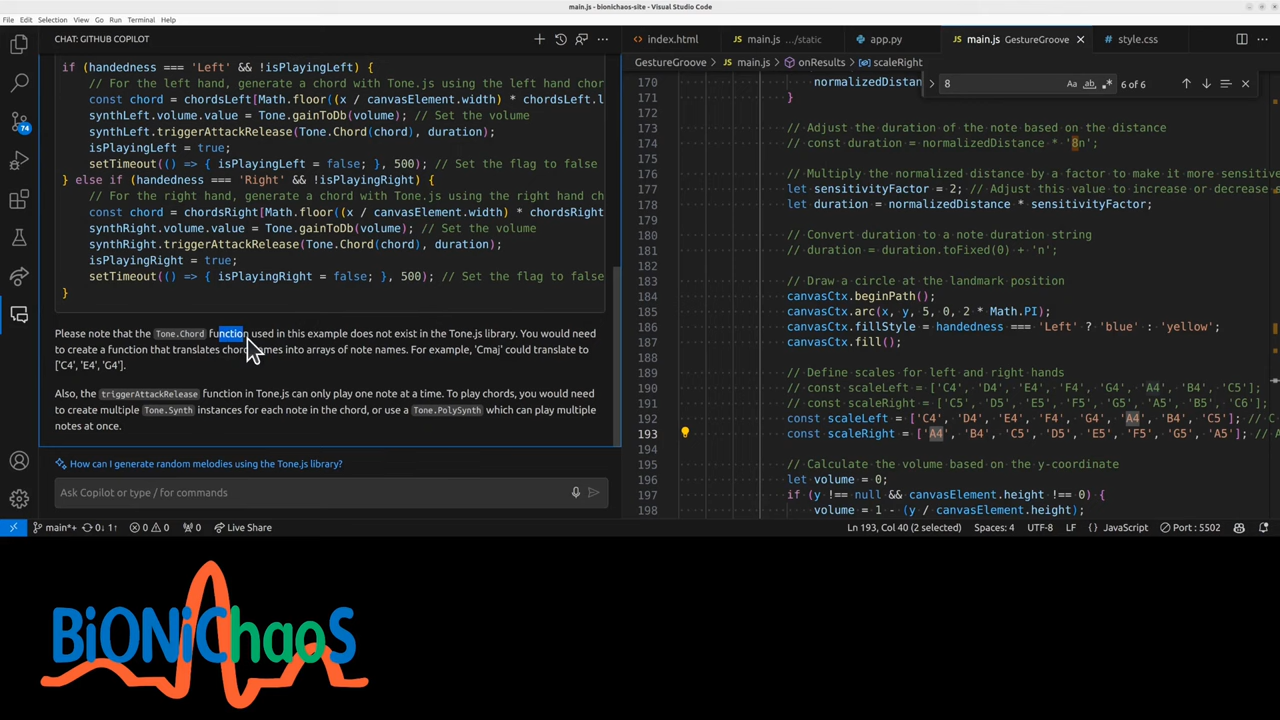 main.js - bionichaos-site - Visual Studio Code
File Edit Selection View Go Run Terminal Help
CHAT: GITHUB COPILOT
index.html main.js .../static app.py main.js GestureGroove style.css
GestureGroove > main.js > onResults > scaleRight
8 Aa ab 6 of 6
74
if (handedness === 'Left' && !isPlayingLeft) {
// For the left hand, generate a chord with Tone.js using the left hand chor
const chord = chordsLeft[Math.floor((x / canvasElement.width) * chordsLeft.l
synthLeft.volume.value = Tone.gainToDb(volume); // Set the volume
synthLeft.triggerAttackRelease(Tone.Chord(chord), duration);
isPlayingLeft = true;
setTimeout(() => { isPlayingLeft = false; }, 500); // Set the flag to false
} else if (handedness === 'Right' && !isPlayingRight) {
// For the right hand, generate a chord with Tone.js using the right hand ch
const chord = chordsRight[Math.floor((x / canvasElement.width) * chordsRight
synthRight.volume.value = Tone.gainToDb(volume); // Set the volume
synthRight.triggerAttackRelease(Tone.Chord(chord), duration);
isPlayingRight = true;
setTimeout(() => { isPlayingRight = false; }, 500); // Set the flag to false
}
Please note that the Tone.Chord function used in this example does not exist in the Tone.js library. You would need
to create a function that translates chord names into arrays of note names. For example, 'Cmaj' could translate to
['C4', 'E4', 'G4'].
Also, the triggerAttackRelease function in Tone.js can only play one note at a time. To play chords, you would need
to create multiple Tone.Synth instances for each note in the chord, or use a Tone.PolySynth which can play multiple
notes at once.
How can I generate random melodies using the Tone.js library?
Ask Copilot or type / for commands
170 normalizedDistan
171 }
172
173 // Adjust the duration of the note based on the distance
174 // const duration = normalizedDistance * '8n';
175
176 // Multiply the normalized distance by a factor to make it more sensitive
177 let sensitivityFactor = 2; // Adjust this value to increase or decrease s
178 let duration = normalizedDistance * sensitivityFactor;
179
180 // Convert duration to a note duration string
181 // duration = duration.toFixed(0) + 'n';
182
183 // Draw a circle at the landmark position
184 canvasCtx.beginPath();
185 canvasCtx.arc(x, y, 5, 0, 2 * Math.PI);
186 canvasCtx.fillStyle = handedness === 'Left' ? 'blue' : 'yellow';
187 canvasCtx.fill();
188
189 // Define scales for left and right hands
190 // const scaleLeft = ['C4', 'D4', 'E4', 'F4', 'G4', 'A4', 'B4', 'C5'];
191 // const scaleRight = ['C5', 'D5', 'E5', 'F5', 'G5', 'A5', 'B5', 'C6'];
192 const scaleLeft = ['C4', 'D4', 'E4', 'F4', 'G4', 'A4', 'B4', 'C5']; // C
193 const scaleRight = ['A4', 'B4', 'C5', 'D5', 'E5', 'F5', 'G5', 'A5']; // A
194
195 // Calculate the volume based on the y-coordinate
196 let volume = 0;
197 if (y !== null && canvasElement.height !== 0) {
198 volume = 1 - (y / canvasElement.height);
main*+ 0↓ 1↑ 0 0 0 Live Share Ln 193, Col 40 (2 selected) Spaces: 4 UTF-8 LF {} JavaScript Port : 5502
BiONiChaoS